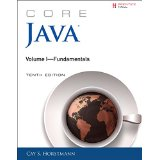 CORE
JAVA
Volume I—Fundamentals
TENTH EDITION
CAY S. HORSTMANN